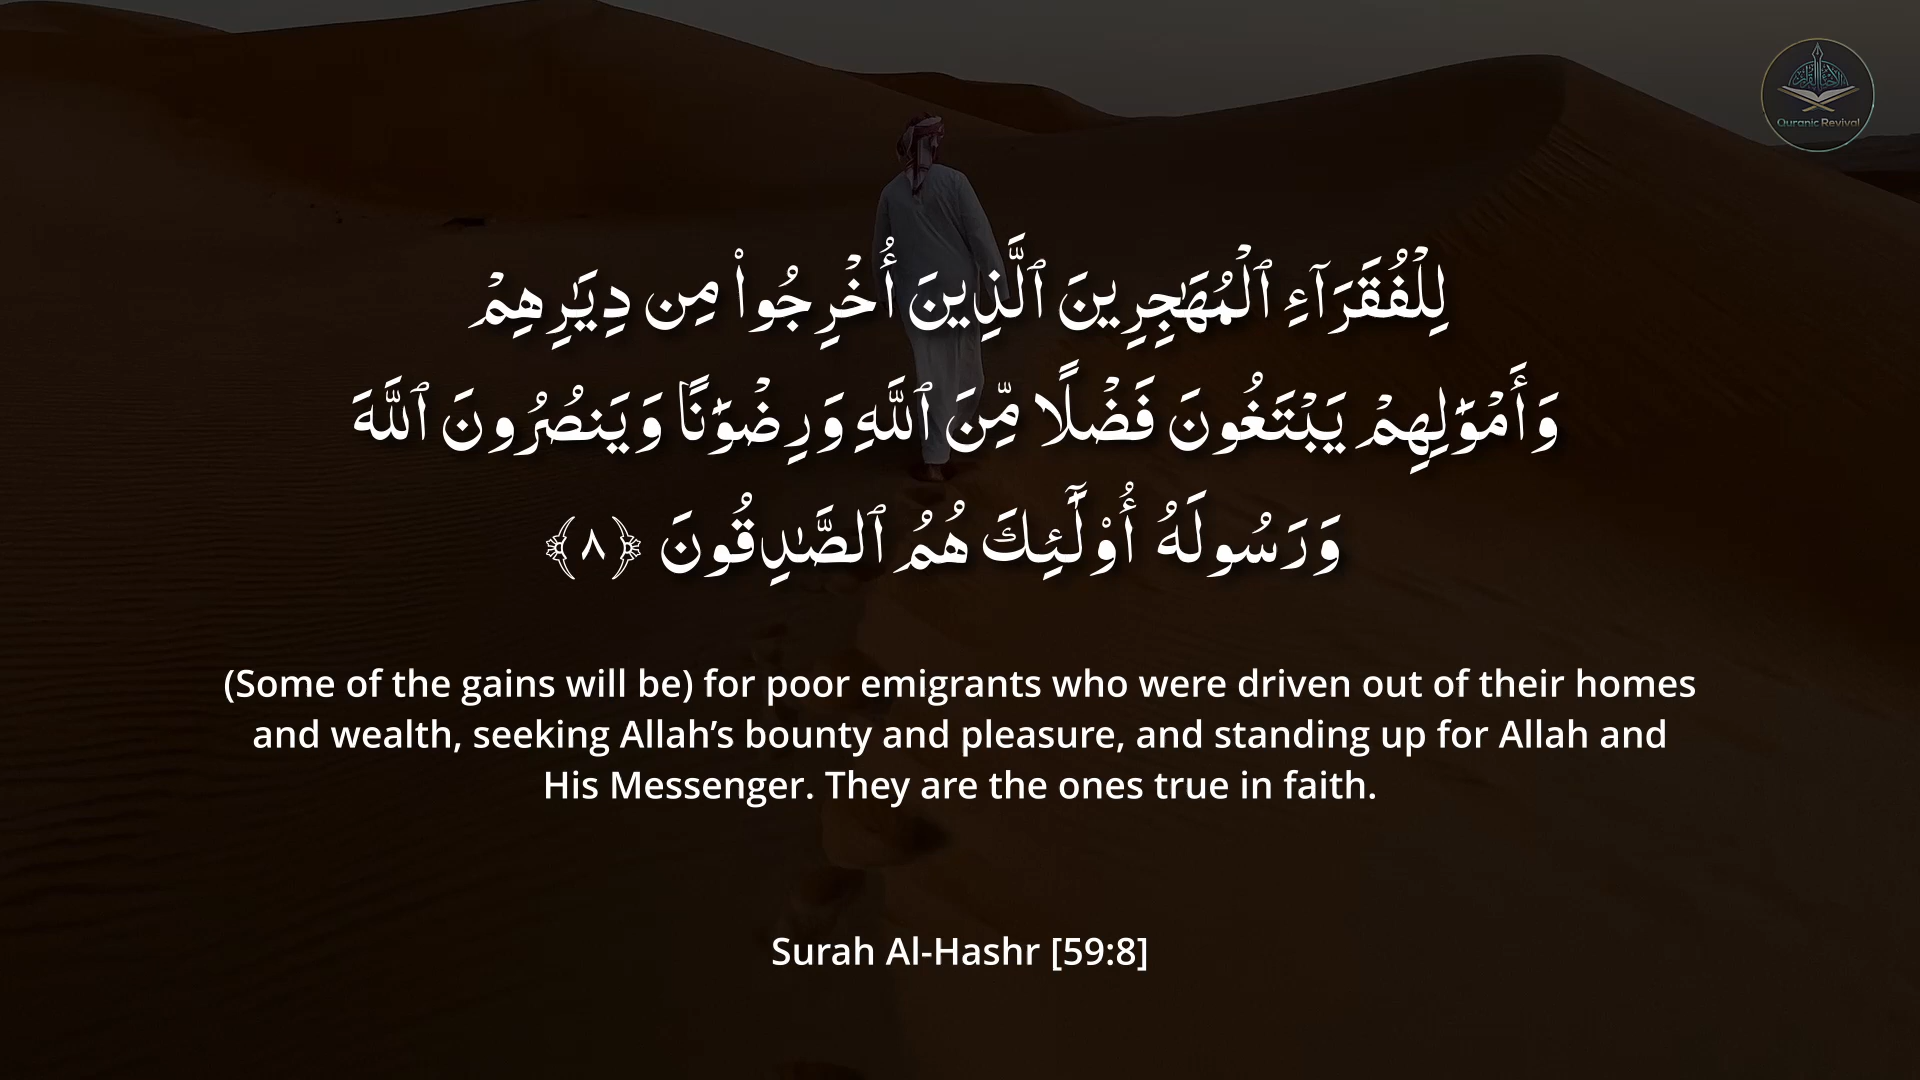 Quranic Revival
لِلْفُقَرَآءِ ٱلْمُهَـٰجِرِينَ ٱلَّذِينَ أُخْرِجُوا۟ مِن دِيَـٰرِهِمْ
وَأَمْوَٰلِهِمْ يَبْتَغُونَ فَضْلًا مِّنَ ٱللَّهِ وَرِضْوَٰنًا وَيَنصُرُونَ ٱللَّهَ
وَرَسُولَهُۥٓ أُو۟لَـٰٓئِكَ هُمُ ٱلصَّـٰدِقُونَ ﴿٨﴾
(Some of the gains will be) for poor emigrants who were driven out of their homes
and wealth, seeking Allah’s bounty and pleasure, and standing up for Allah and
His Messenger. They are the ones true in faith.
Surah Al-Hashr [59:8]